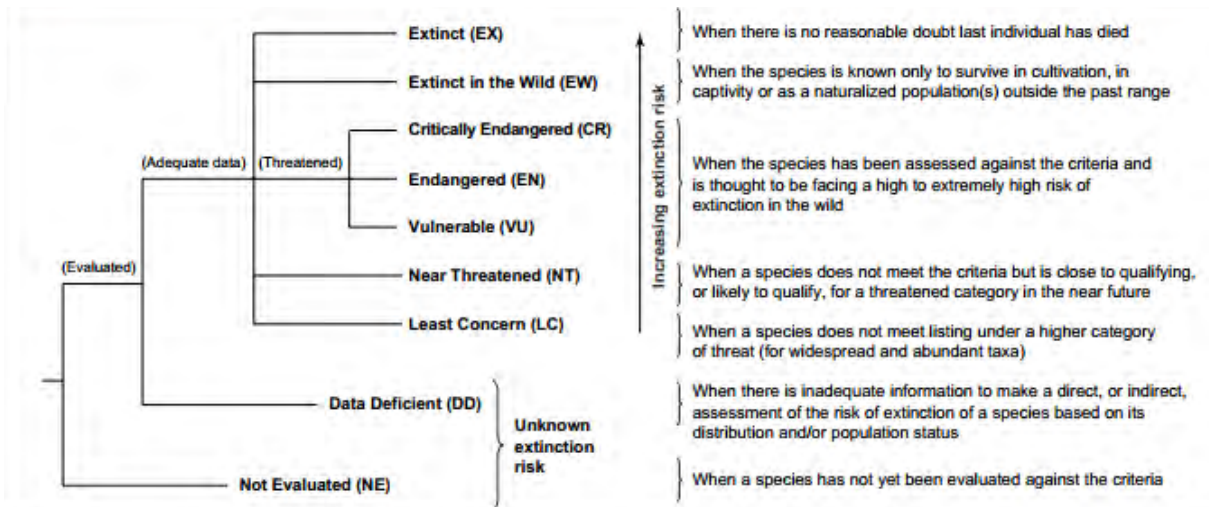 Extinct (EX)
When there is no reasonable doubt last individual has died
Extinct in the Wild (EW)
When the species is known only to survive in cultivation, in
captivity or as a naturalized population(s) outside the past range
Critically Endangered (CR)
(Adequate data)
(Threatened)
Endangered (EN)
When the species has been assessed against the criteria and
is thought to be facing a high to extremely high risk of
extinction in the wild
Vulnerable (VU)
Increasing extinction risk
(Evaluated)
Near Threatened (NT)
When a species does not meet the criteria but is close to qualifying,
or likely to qualify, for a threatened category in the near future
Least Concern (LC)
When a species does not meet listing under a higher category
of threat (for widespread and abundant taxa)
Data Deficient (DD)
Unknown
extinction
risk
When there is inadequate information to make a direct, or indirect,
assessment of the risk of extinction of a species based on its
distribution and/or population status
Not Evaluated (NE)
When a species has not yet been evaluated against the criteria